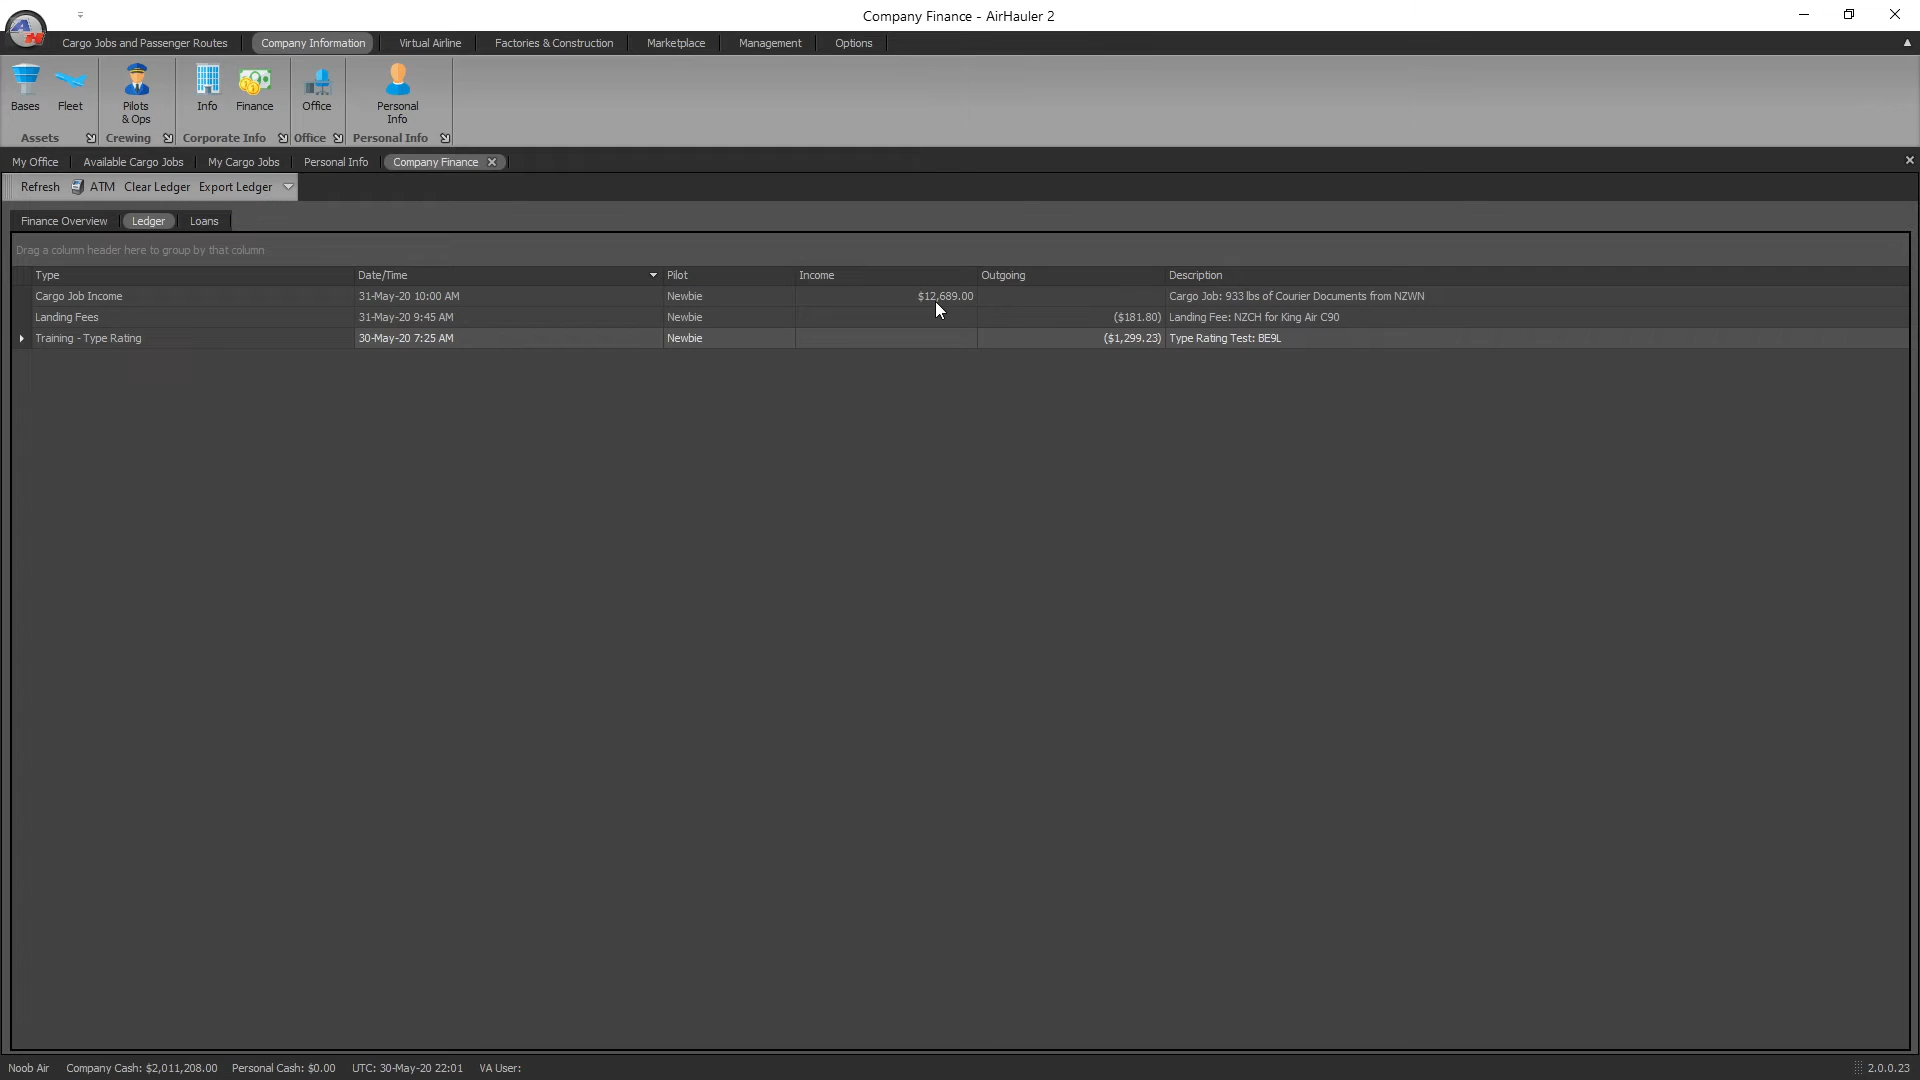 Company Finance - AirHauler 2
Cargo Jobs and Passenger Routes Company Information Virtual Airline Factories & Construction Marketplace Management Options
Bases Fleet Pilots & Ops Info Finance Office Personal Info
Assets Crewing Corporate Info Office Personal Info
My Office Available Cargo Jobs My Cargo Jobs Personal Info Company Finance
Refresh ATM Clear Ledger Export Ledger
Finance Overview Ledger Loans
Drag a column header here to group by that column
Type Date/Time Pilot Income Outgoing Description
Cargo Job Income 31-May-20 10:00 AM Newbie $12,689.00 Cargo Job: 933 lbs of Courier Documents from NZWN
Landing Fees 31-May-20 9:45 AM Newbie ($181.80) Landing Fee: NZCH for King Air C90
Training - Type Rating 30-May-20 7:25 AM Newbie ($1,299.23) Type Rating Test: BE9L
Noob Air Company Cash: $2,011,208.00 Personal Cash: $0.00 UTC: 30-May-20 22:01 VA User: 2.0.0.23